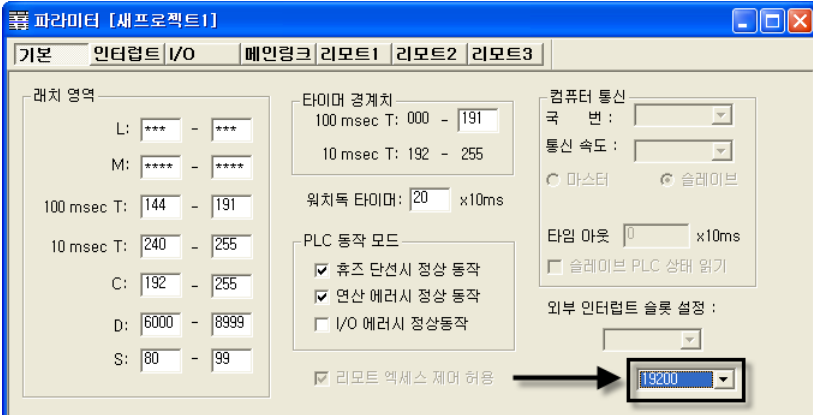 파라미터 [새프로젝트1]
기본 인터럽트 I/O 메인링크 리모트1 리모트2 리모트3
래치 영역
L: *** - ***
M: **** - ****
100 msec T: 144 - 191
10 msec T: 240 - 255
C: 192 - 255
D: 6000 - 8999
S: 80 - 99
타이머 경계치
100 msec T: 000 - 191
10 msec T: 192 - 255
워치독 타이머: 20 x10ms
PLC 동작 모드
휴즈 단선시 정상 동작
연산 에러시 정상 동작
I/O 에러시 정상동작
리모트 엑세스 제어 허용
컴퓨터 통신
국 번 :
통신 속도 :
마스터 슬레이브
타임 아웃 0 x10ms
슬레이브 PLC 상태 읽기
외부 인터럽트 슬롯 설정 :
19200